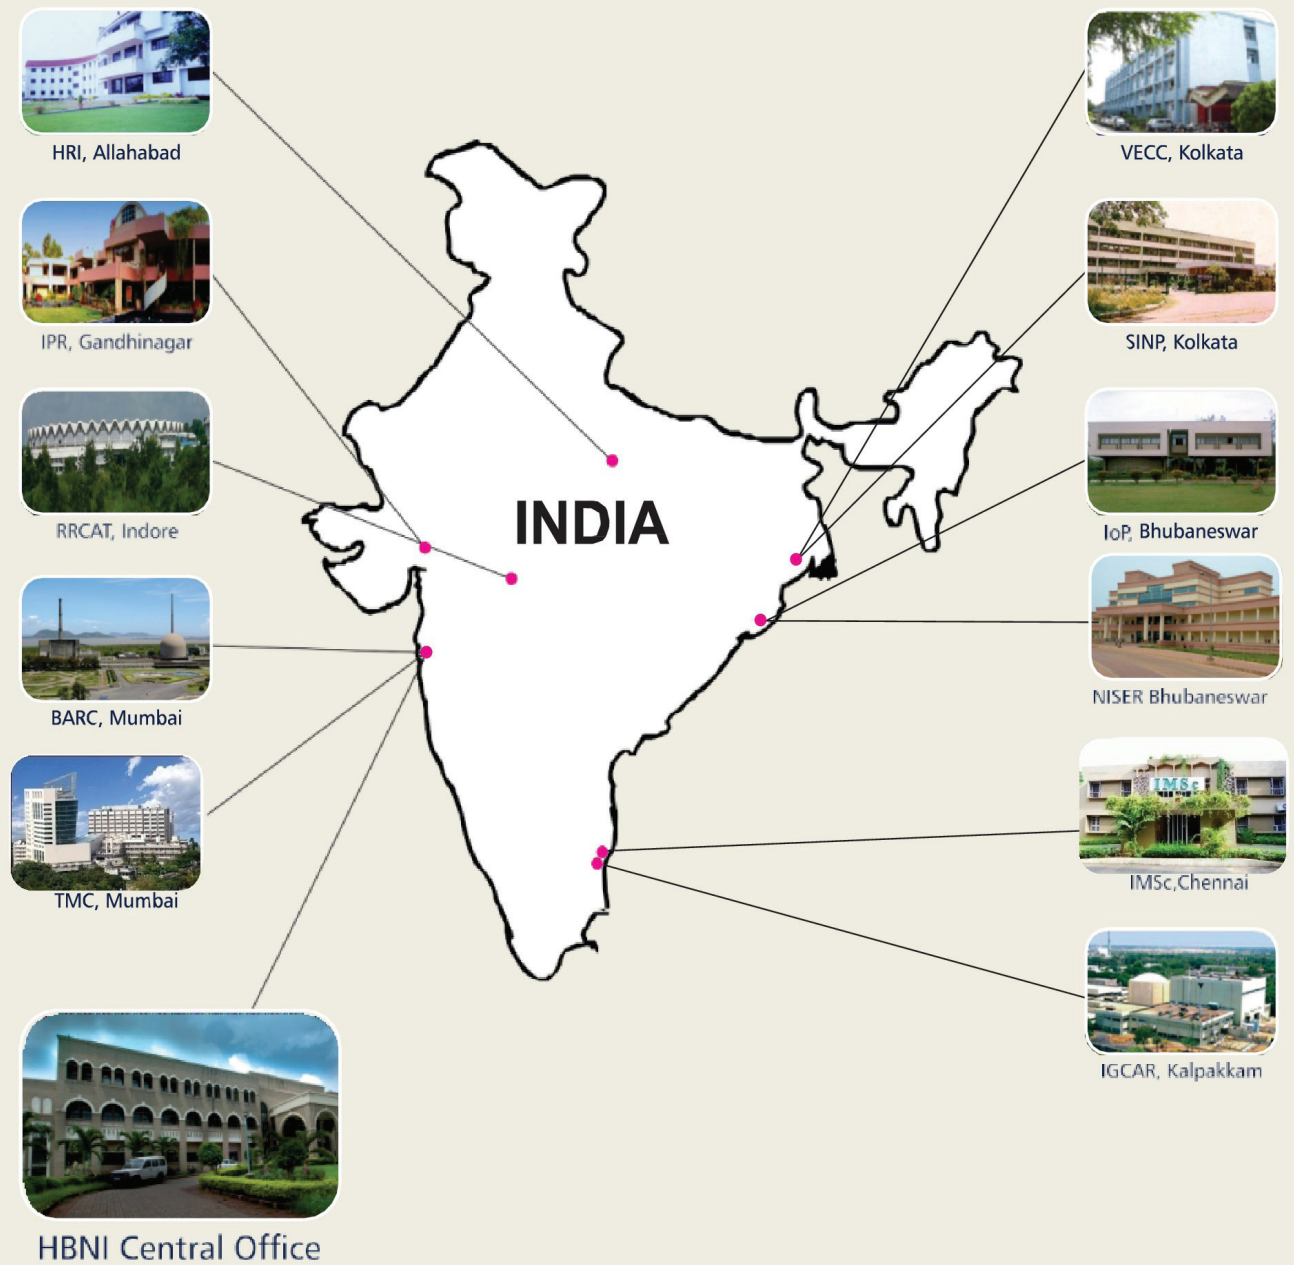 HRI, Allahabad
IPR, Gandhinagar
RRCAT, Indore
BARC, Mumbai
TMC, Mumbai
HBNI Central Office
INDIA
VECC, Kolkata
SINP, Kolkata
IoP, Bhubaneswar
NISER Bhubaneswar
IMSc
IMSc,Chennai
IGCAR, Kalpakkam